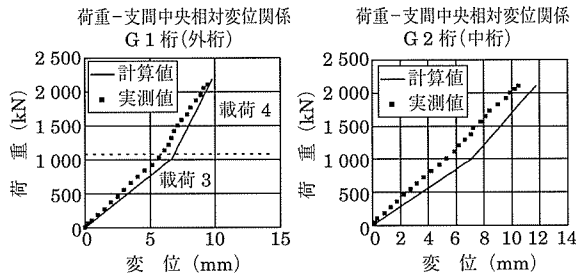 荷重−支間中央相対変位関係
G1桁(外桁)
計算値
実測値
載荷4
載荷3
荷 重 (kN)
2 500
2 000
1 500
1 000
500
0
0 5 10 15
変 位 (mm)
荷重−支間中央相対変位関係
G2桁(中桁)
計算値
実測値
荷 重 (kN)
2 500
2 000
1 500
1 000
500
0
0 2 4 6 8 10 12 14
変 位 (mm)